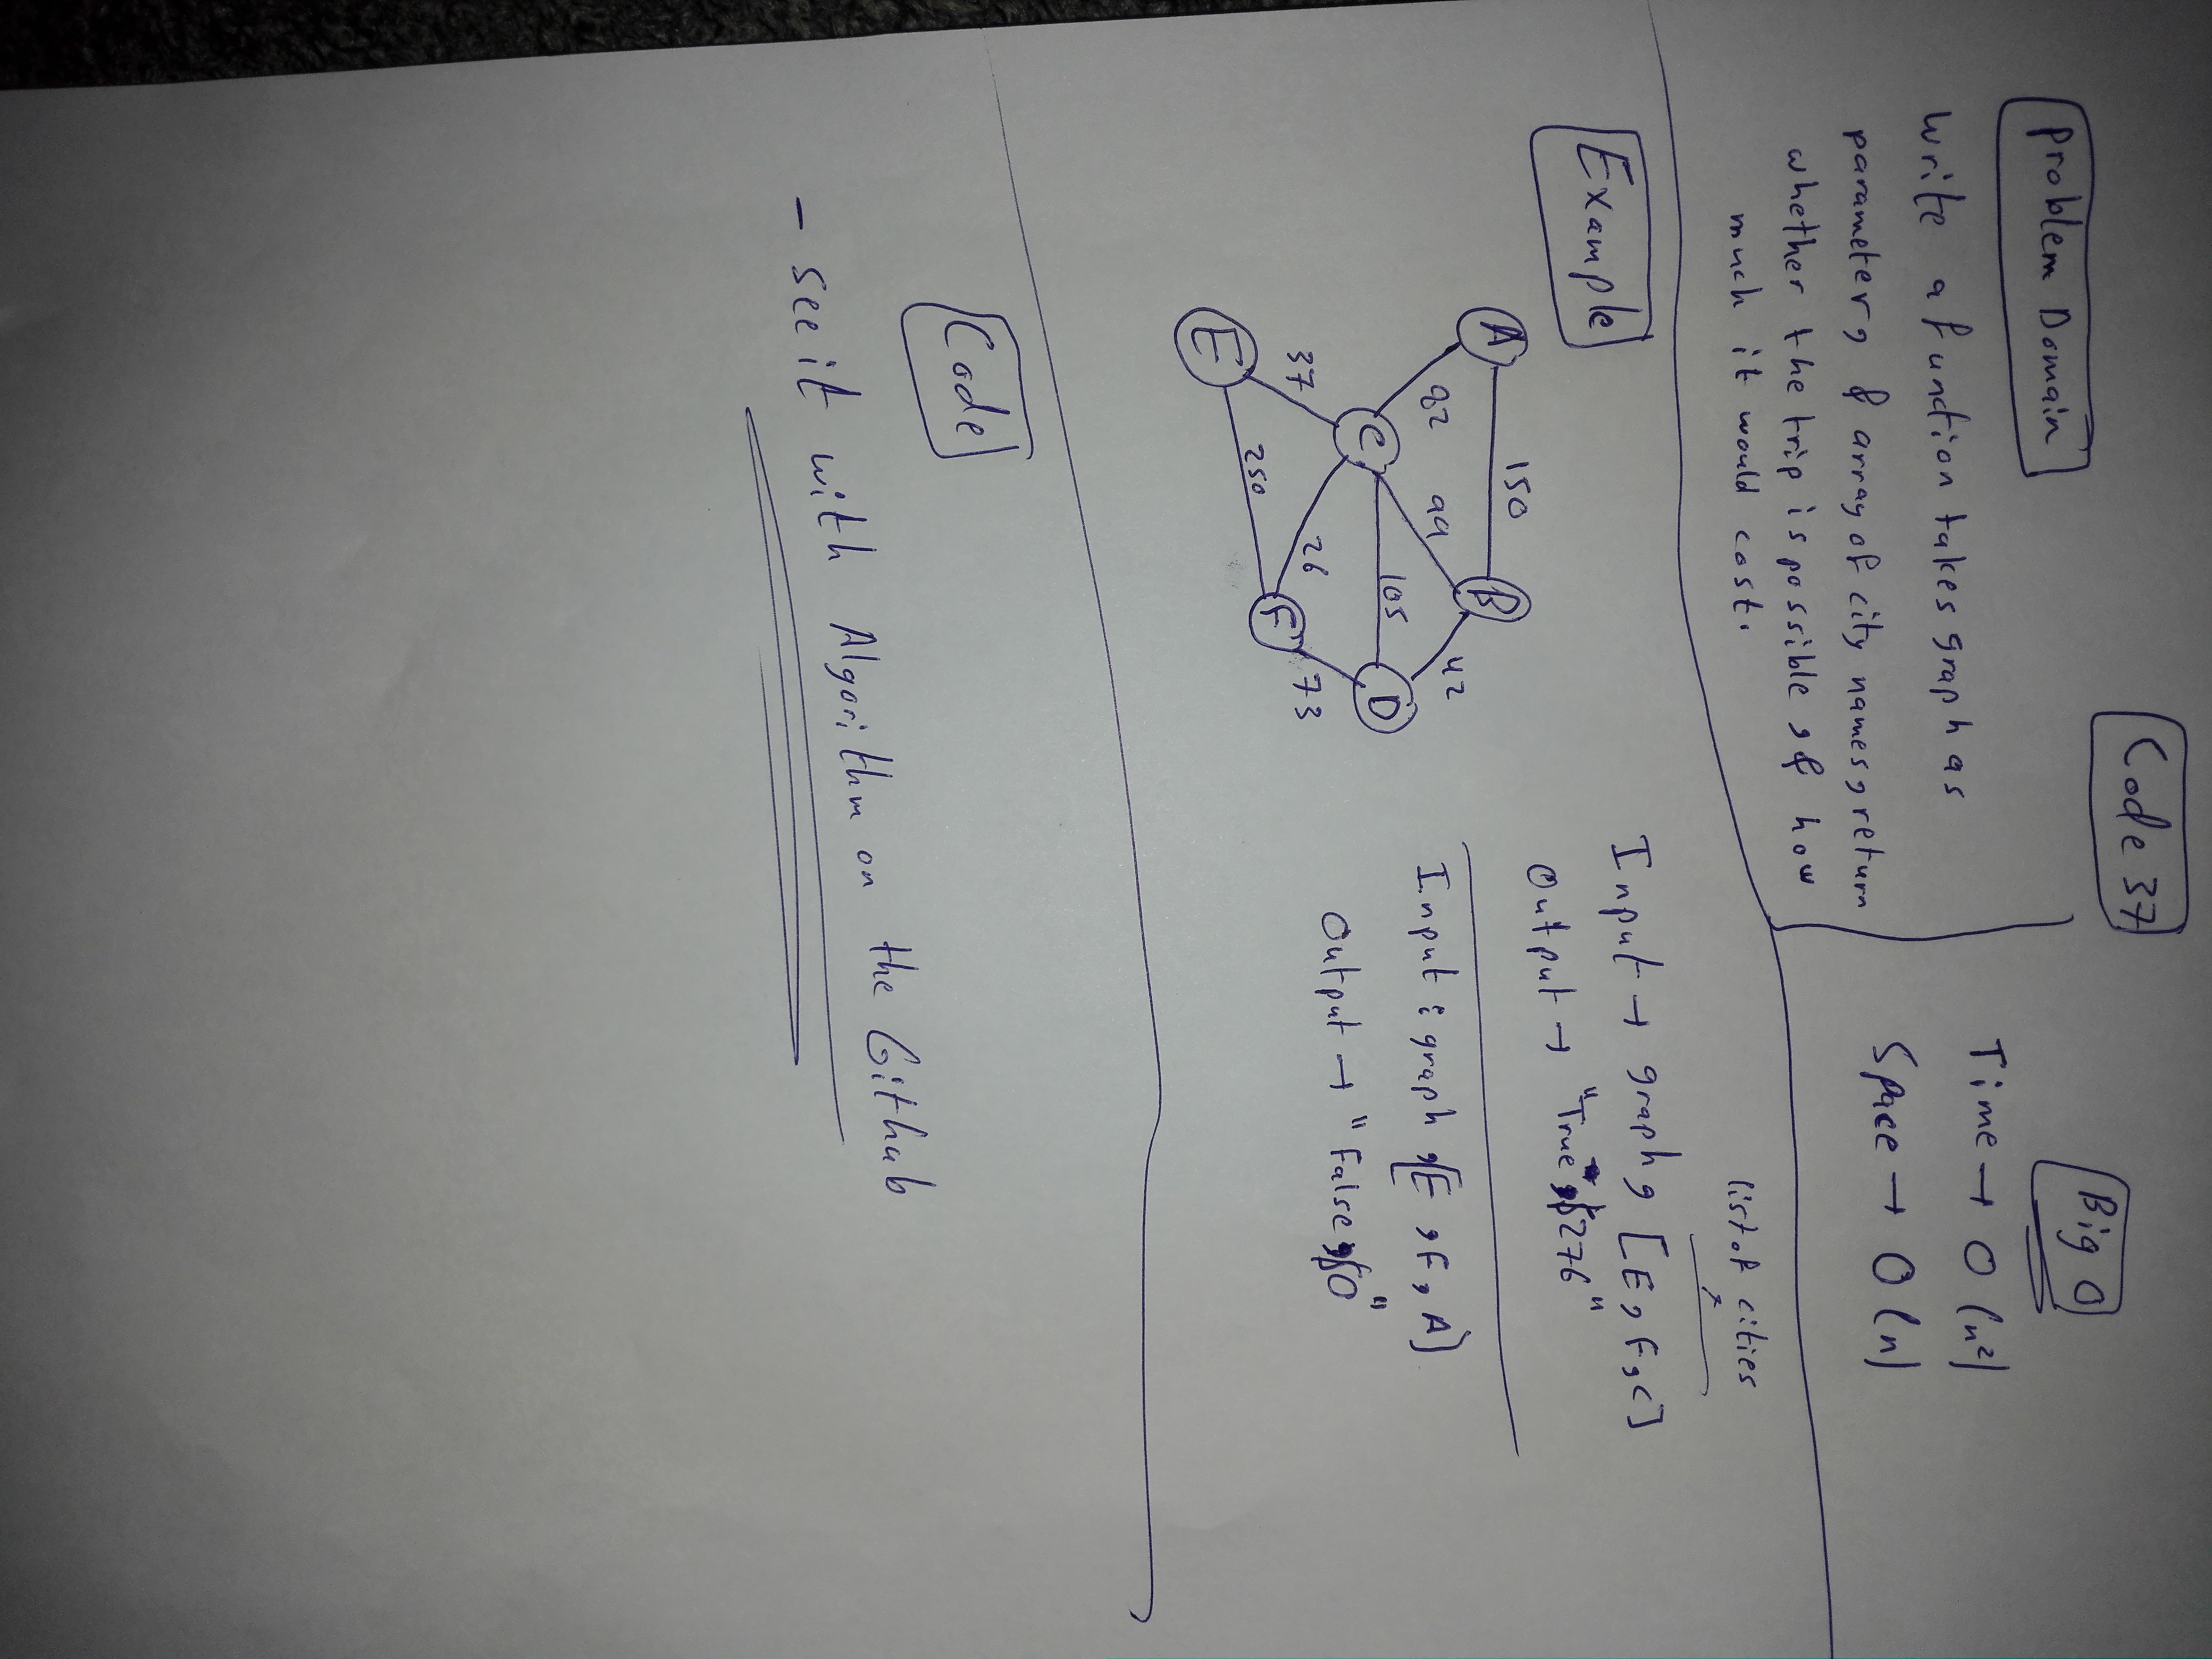 Code 37
Problem Domain
Write a function takes graph as
parameter, & array of city names, return
whether the trip is possible, & how
much it would cost.
Big O
Time → O(n²)
Space → O(n)
Example
A
150
B
82
99
42
C
105
D
37
26
73
E
250
F
list of cities
Input → graph, [E, F, C]
Output → "True, $276"
Input : graph, [E, F, A]
Output → "False, $0"
Code
- See it with Algorithm on the Github